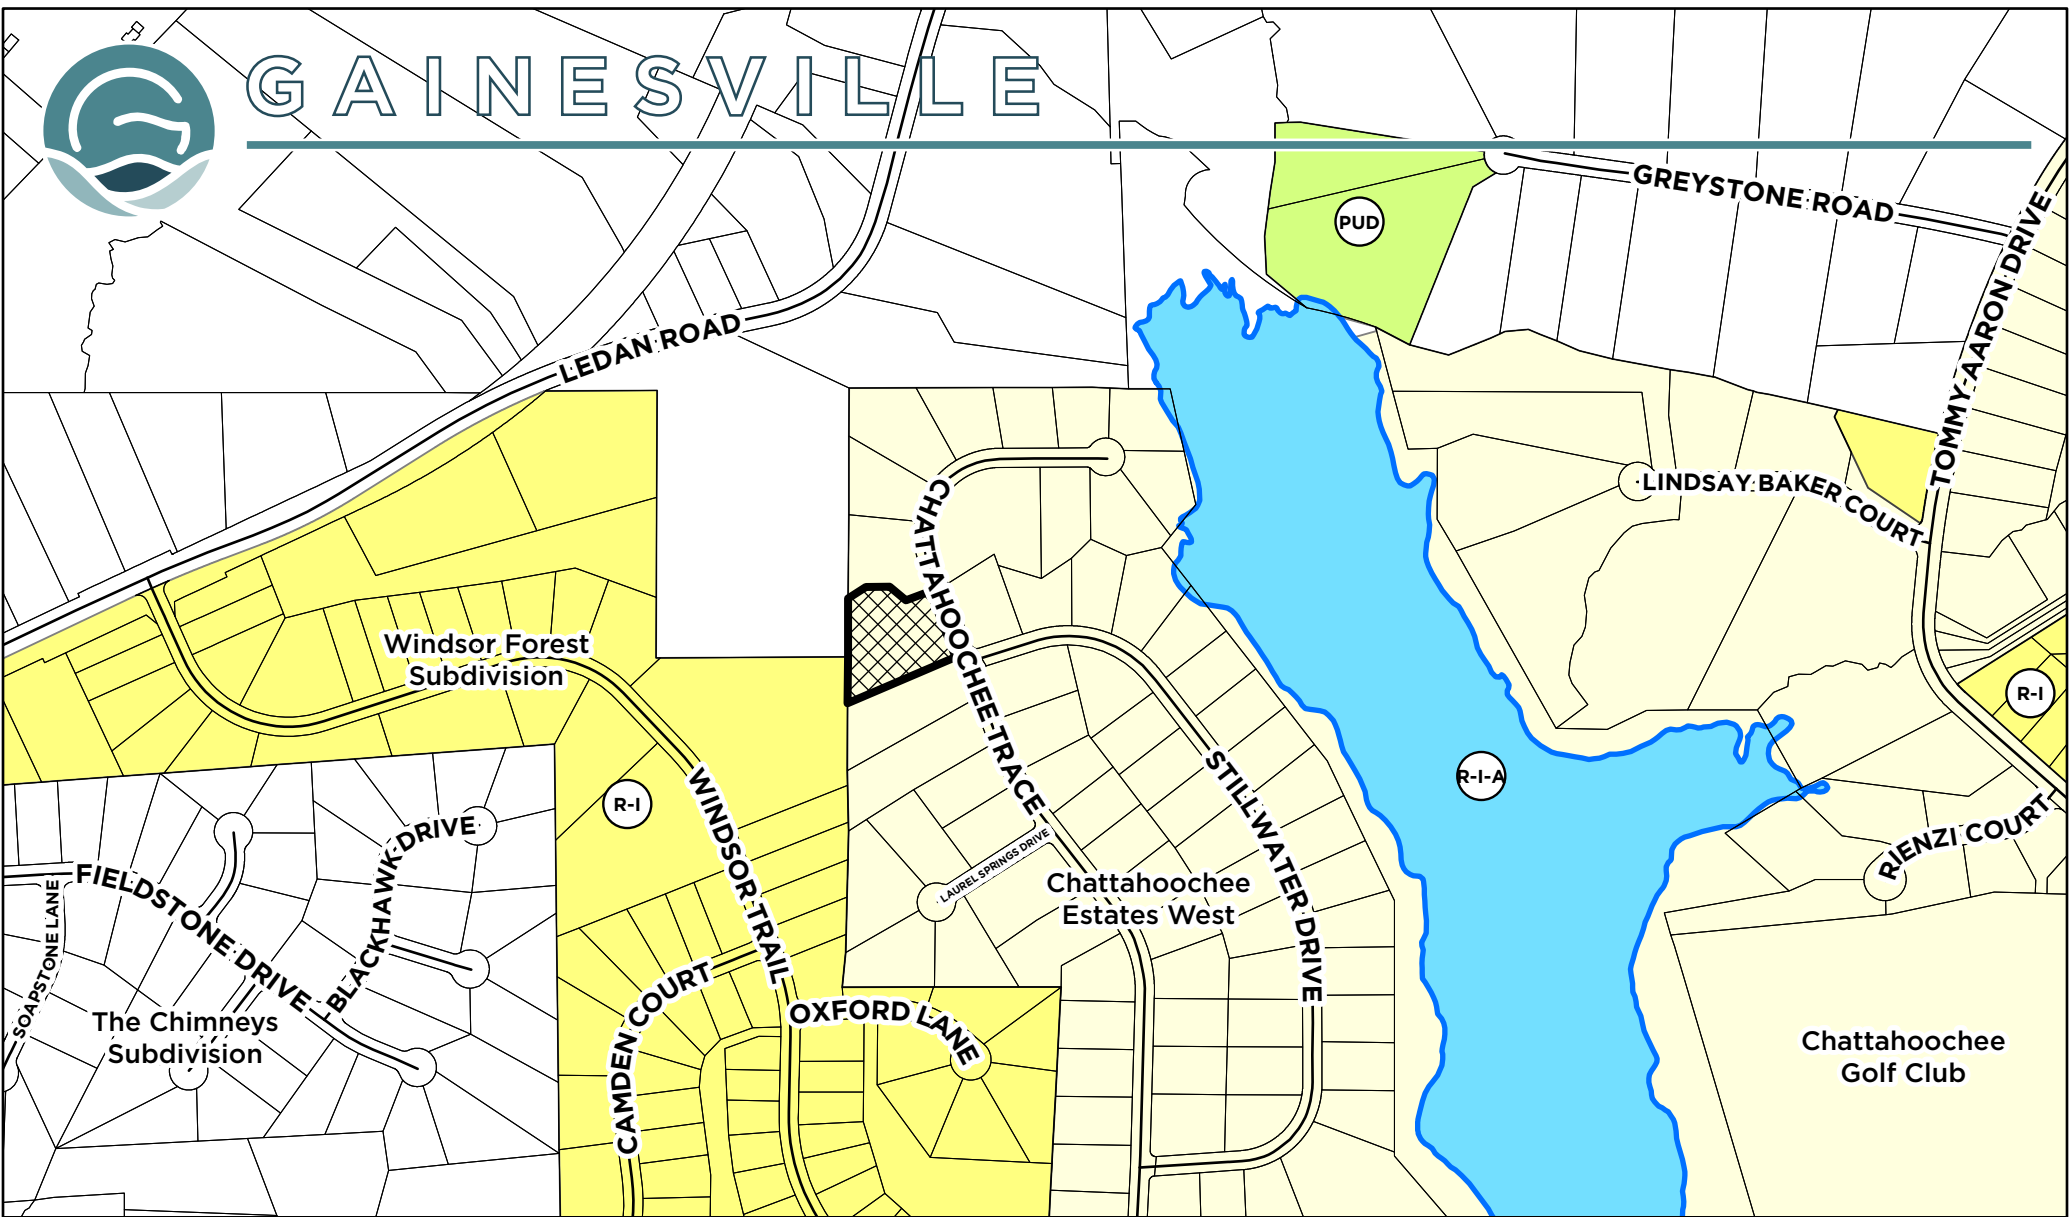 GAINESVILLE
GREYSTONE ROAD
PUD
TOMMY AARON DRIVE
LEDAN ROAD
CHATTAHOOCHEE TRACE
LINDSAY BAKER COURT
Windsor Forest
Subdivision
R-I
R-I
R-I-A
WINDSOR TRAIL
STILLWATER DRIVE
BLACKHAWK DRIVE
LAUREL SPRINGS DRIVE
RIENZI COURT
FIELDSTONE DRIVE
SOAPSTONE LANE
Chattahoochee
Estates West
CAMDEN COURT
OXFORD LANE
The Chimneys
Subdivision
Chattahoochee
Golf Club